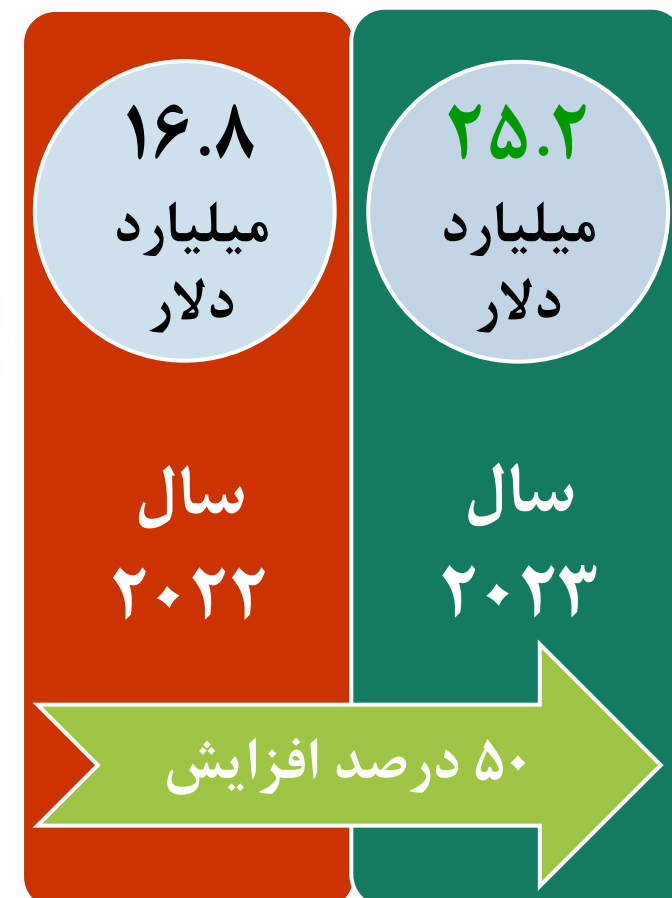 ۱۶.۸
میلیارد
دلار
سال
۲۰۲۲
۲۵.۲
میلیارد
دلار
سال
۲۰۲۳
۵۰ درصد افزایش